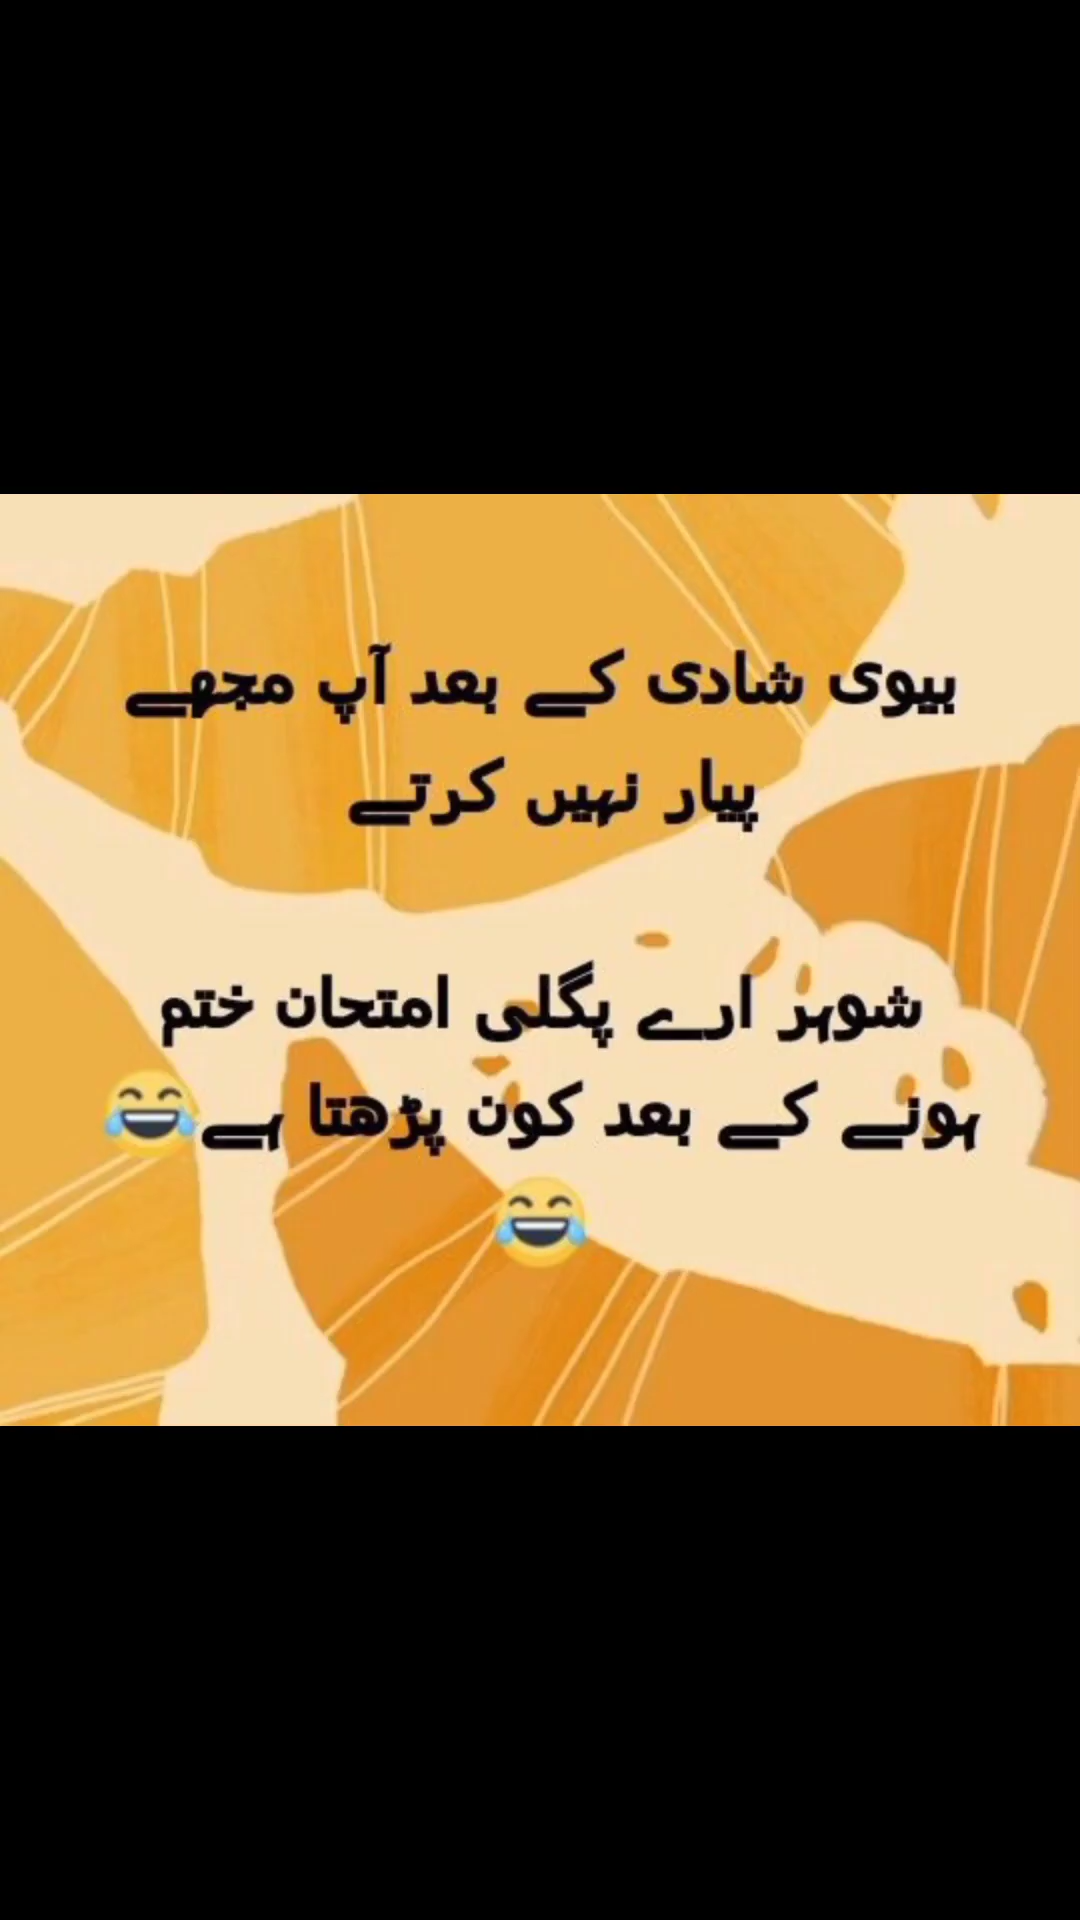 بیوی شادی کے بعد آپ مجھے
پیار نہیں کرتے
شوہر ارے پگلی امتحان ختم
ہونے کے بعد کون پڑھتا ہے😂
😂